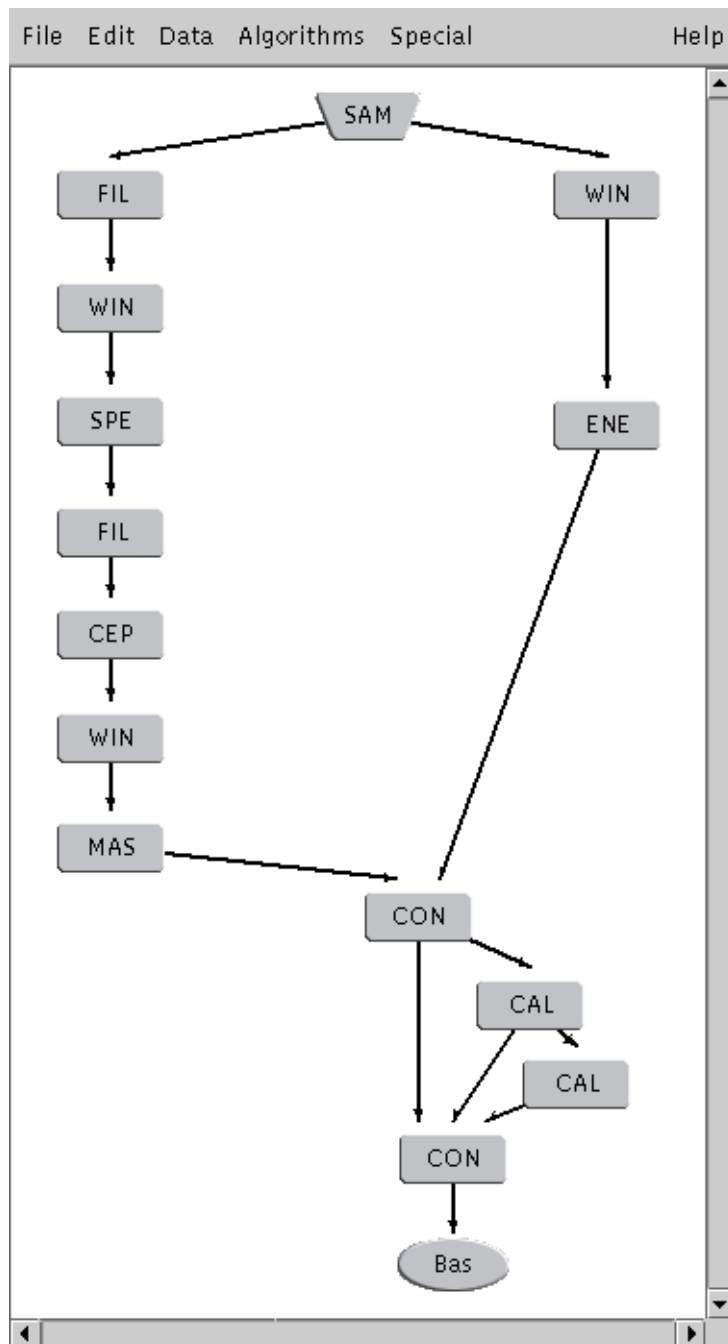 File Edit Data Algorithms Special Help
SAM
FIL WIN
WIN
SPE ENE
FIL
CEP
WIN
MAS
CON
CAL
CAL
CON
Bas